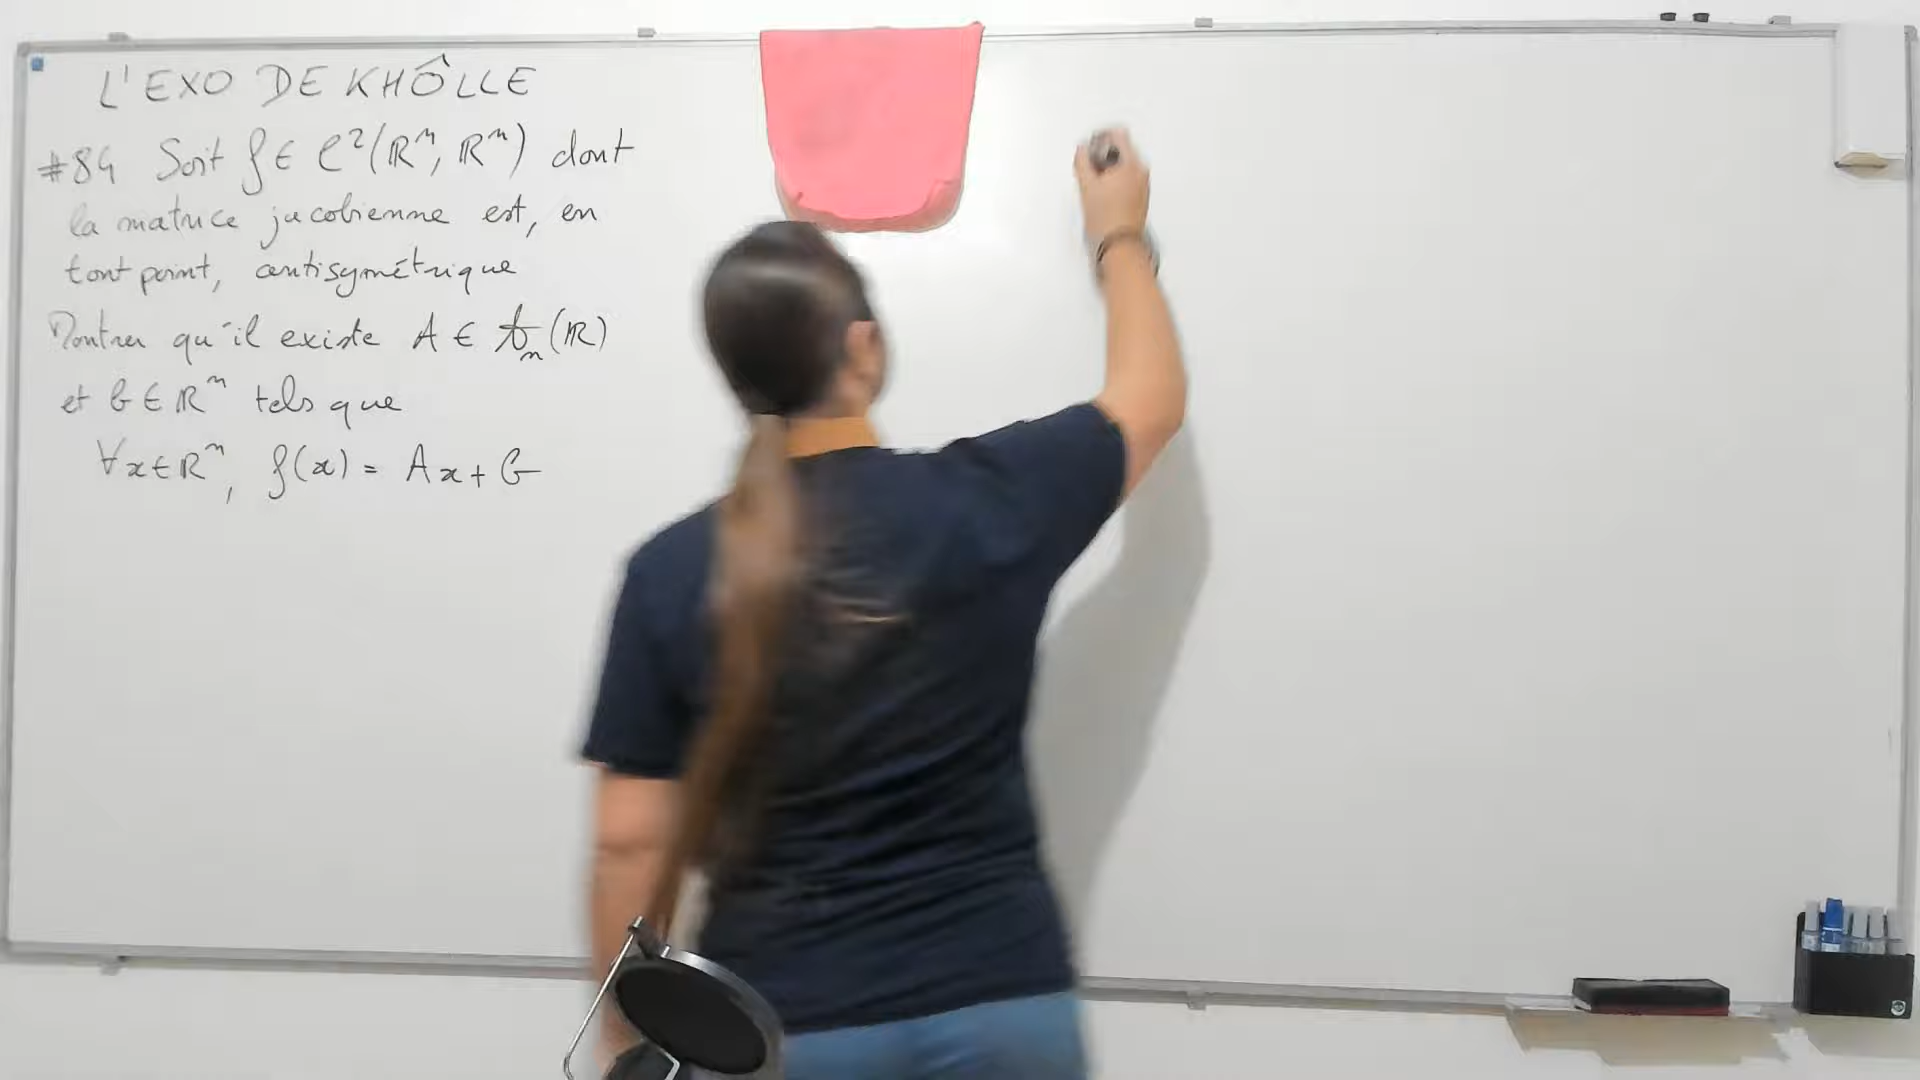 L'EXO DE KHÔLLE
#84 Soit f ∈ C²(ℝⁿ, ℝⁿ) dont
la matrice jacobienne est, en
tout point, antisymétrique
Montrer qu'il existe A ∈ 𝒜ₙ(ℝ)
et b ∈ ℝⁿ tels que
∀x ∈ ℝⁿ, f(x) = Ax + b